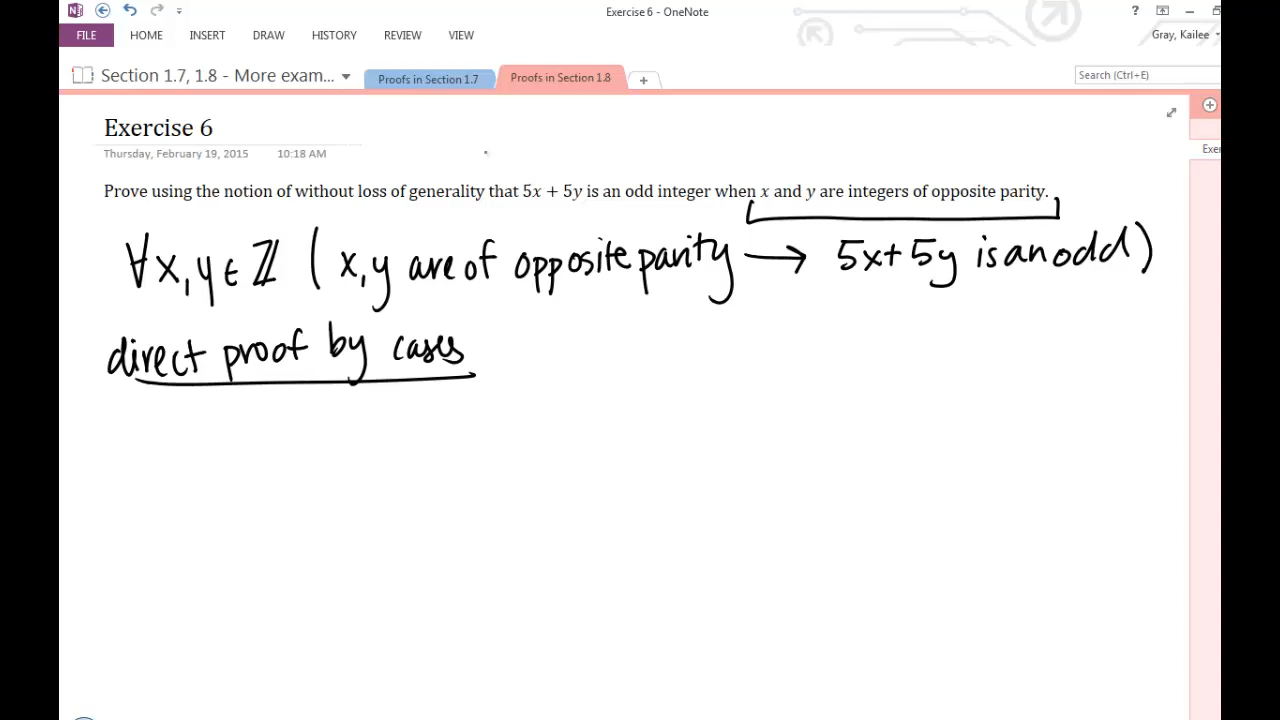 Exercise 6 - OneNote
?
FILE HOME INSERT DRAW HISTORY REVIEW VIEW
Gray, Kailee
Section 1.7, 1.8 - More exam...
Proofs in Section 1.7
Proofs in Section 1.8
Search (Ctrl+E)
Exercise 6
Thursday, February 19, 2015 10:18 AM
Exer
Prove using the notion of without loss of generality that 5x + 5y is an odd integer when x and y are integers of opposite parity.
∀x,y ∈ ℤ ( x,y are of opposite parity → 5x+5y is an odd )
direct proof by cases